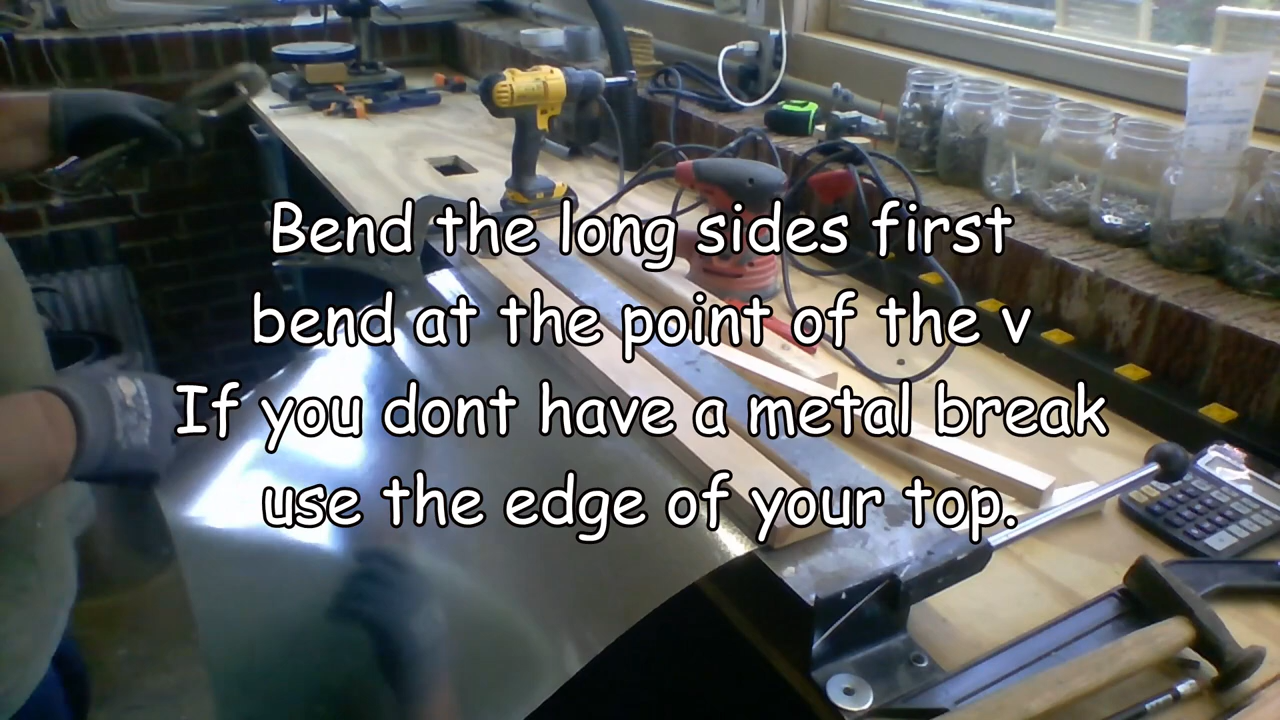 Bend the long sides first
bend at the point of the v
If you dont have a metal break
use the edge of your top.